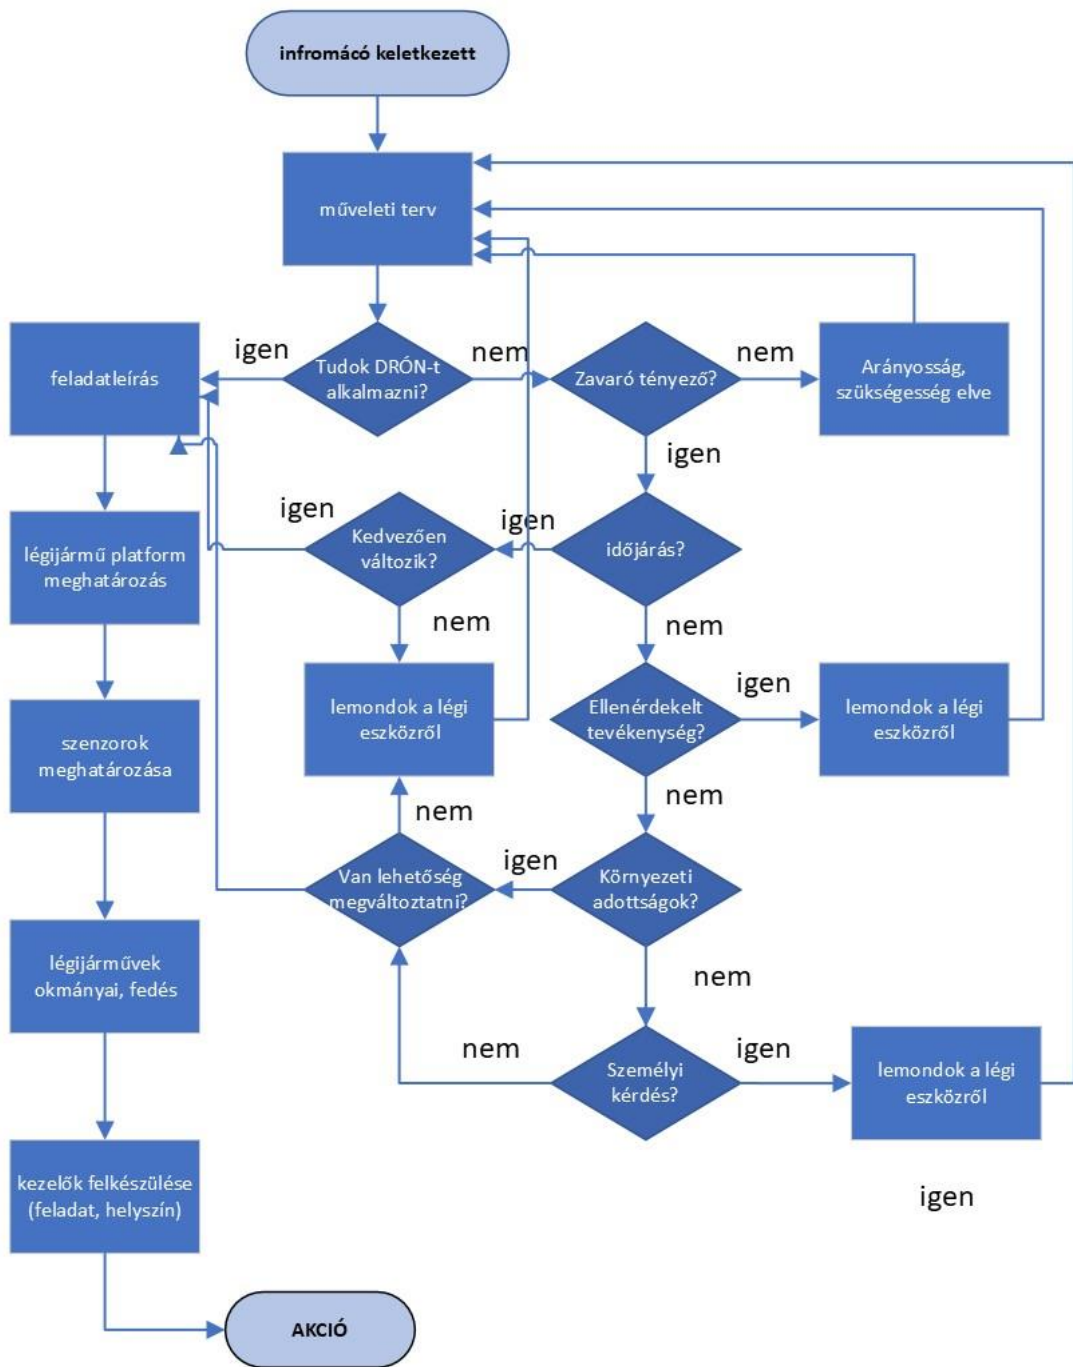 infromácó keletkezett
műveleti terv
igen
nem
nem
feladatleírás
Tudok DRÓN-t
alkalmazni?
Zavaró tényező?
Arányosság,
szükségesség elve
igen
igen
igen
légijármű platform
meghatározás
Kedvezően
változik?
időjárás?
nem
nem
igen
szenzorok
meghatározása
lemondok a légi
eszközről
Ellenérdekelt
tevékenység?
lemondok a légi
eszközről
nem
nem
igen
Van lehetőség
megváltoztatni?
Környezeti
adottságok?
légijárművek
okmányai, fedés
nem
nem
igen
Személyi
kérdés?
lemondok a légi
eszközről
kezelők felkészülése
(feladat, helyszín)
igen
AKCIÓ